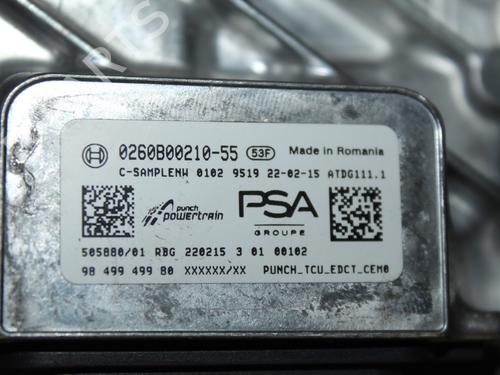 0260B00210-55 53F Made in Romania
C-SAMPLENW 0102 9519 22-02-15 ATDG111.1
punch powertrain
PSA
GROUPE
505880/01 RBG 220215 3 01 00102
98 499 499 80 XXXXXX/XX PUNCH_TCU_EDCT_CEM0